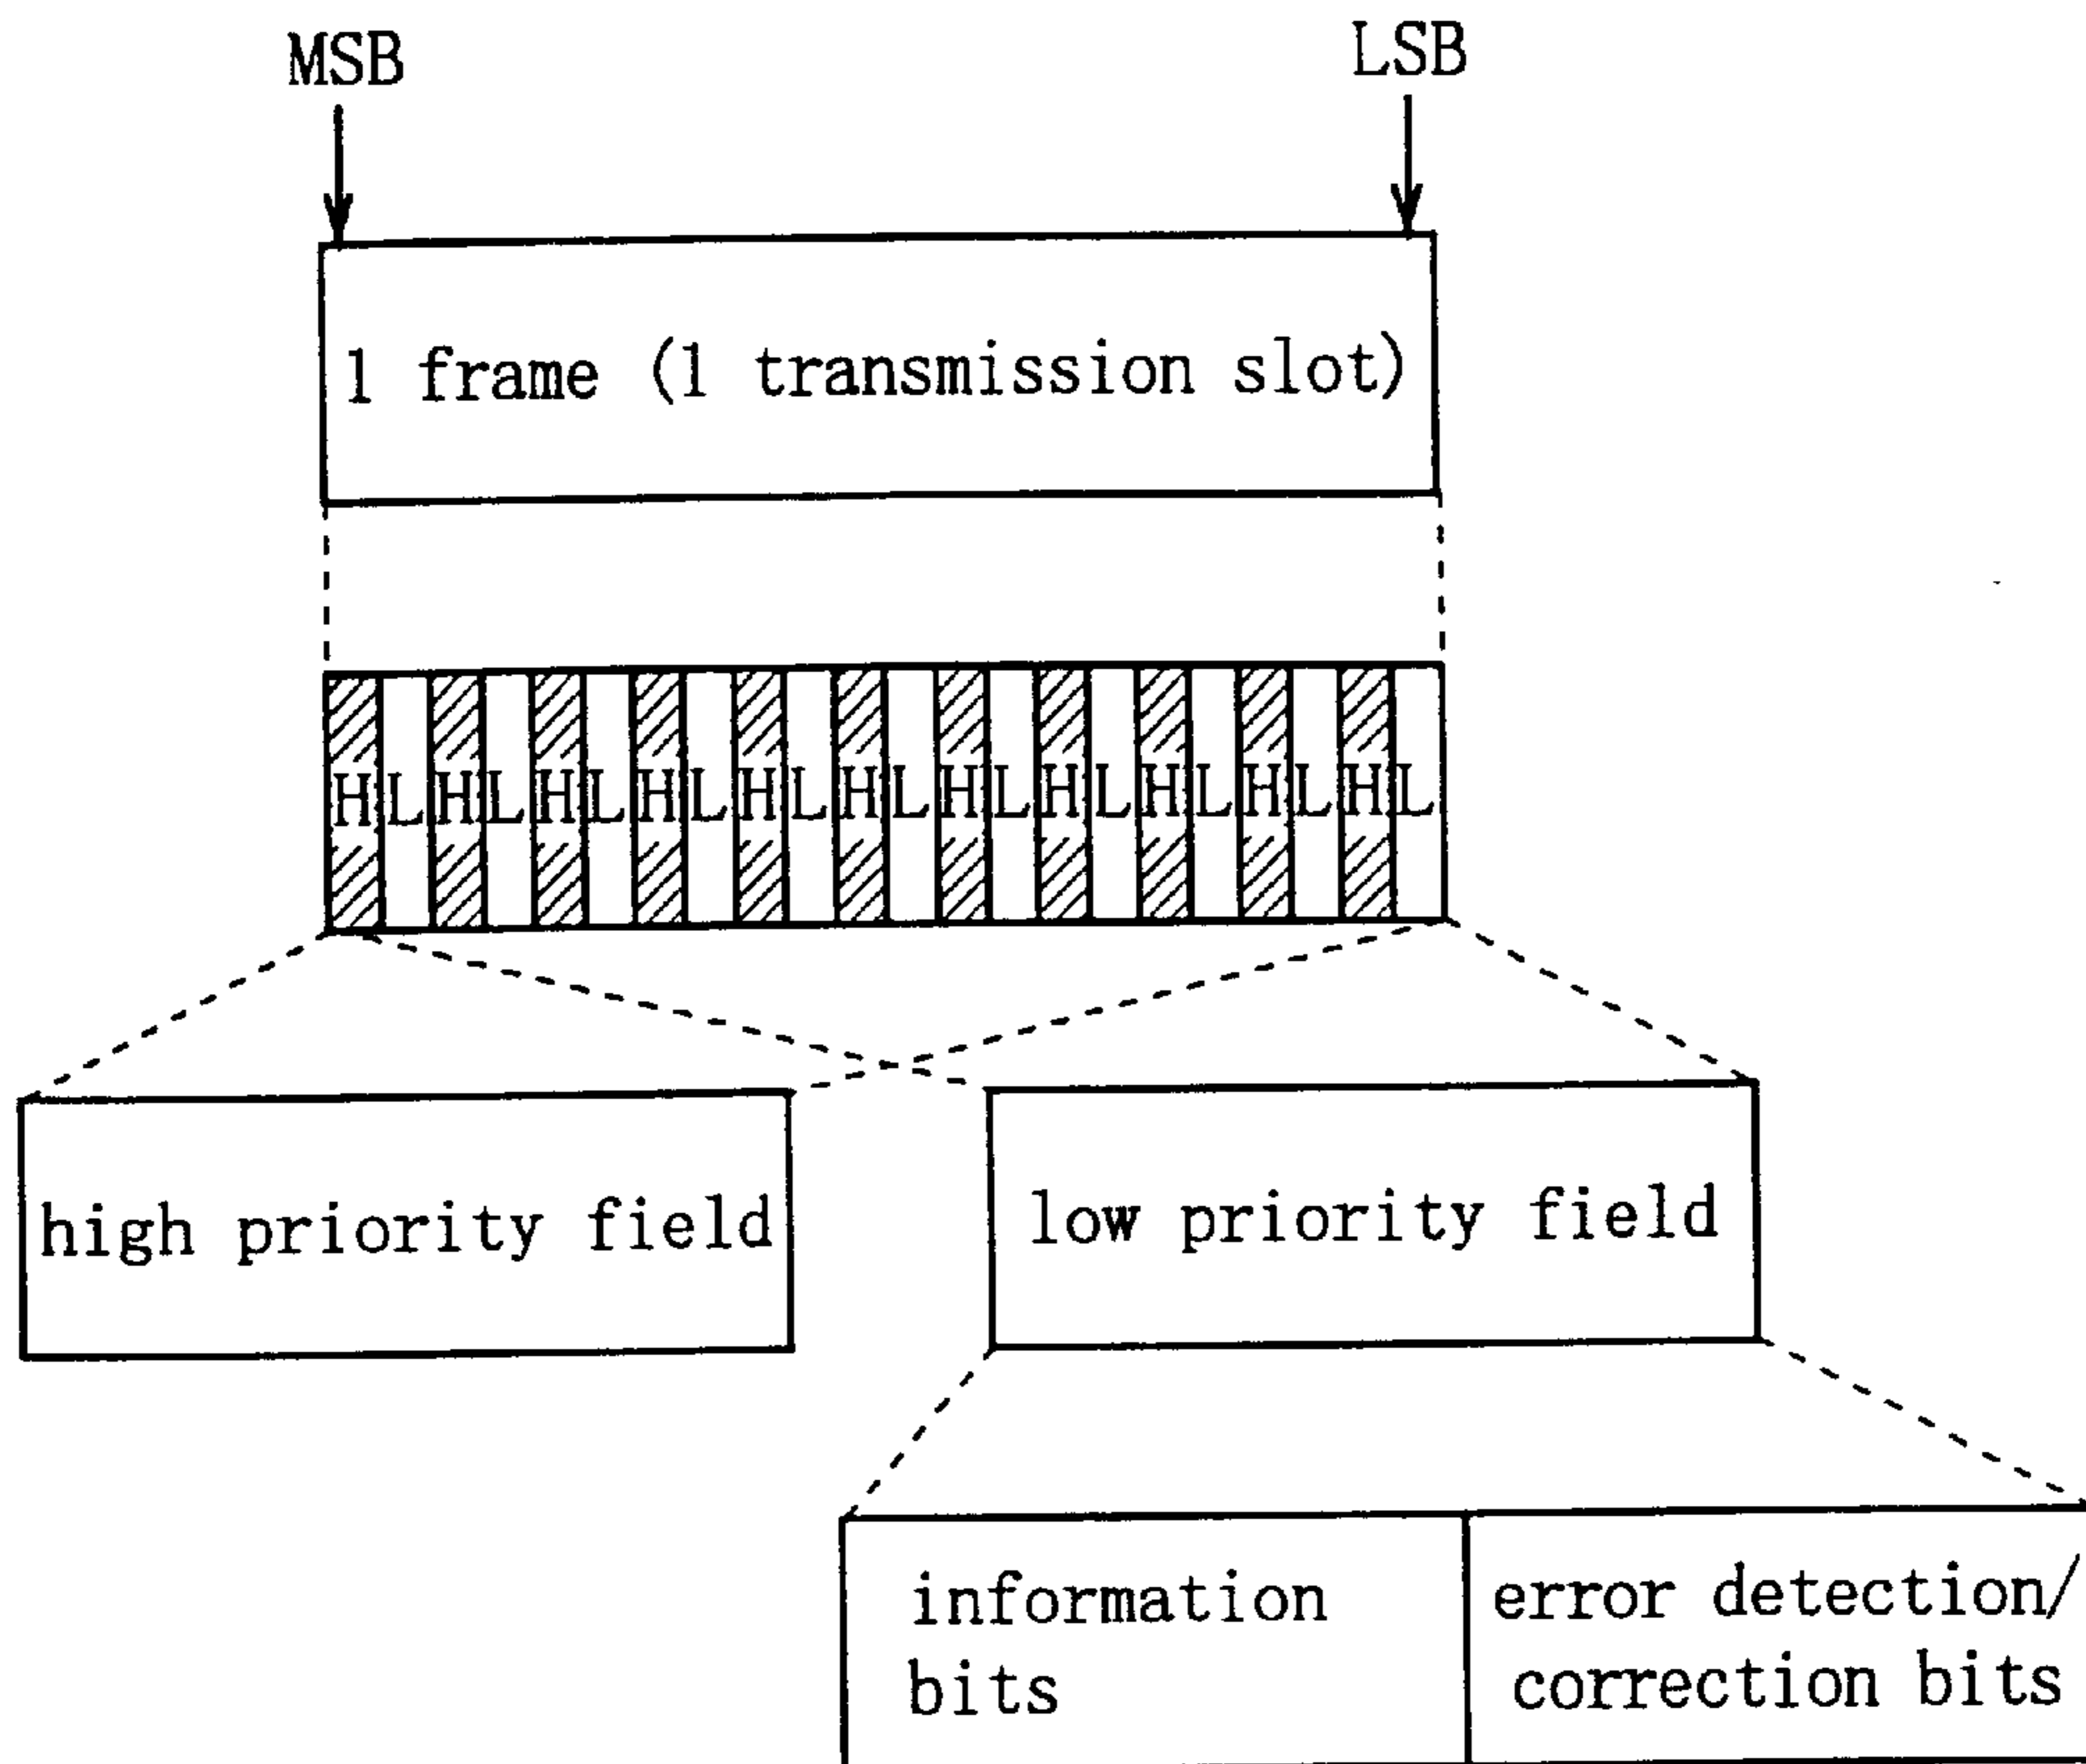 MSB LSB
1 frame (1 transmission slot)
H L H L H L H L H L H L H L H L H L H L H L
high priority field
low priority field
information
bits
error detection/
correction bits